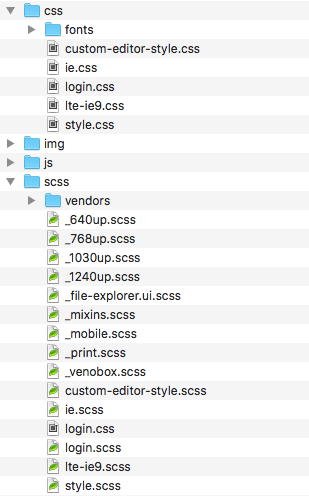 css
fonts
custom-editor-style.css
ie.css
login.css
lte-ie9.css
style.css
img
js
scss
vendors
_640up.scss
_768up.scss
_1030up.scss
_1240up.scss
_file-explorer.ui.scss
_mixins.scss
_mobile.scss
_print.scss
_venobox.scss
custom-editor-style.scss
ie.scss
login.css
login.scss
lte-ie9.scss
style.scss